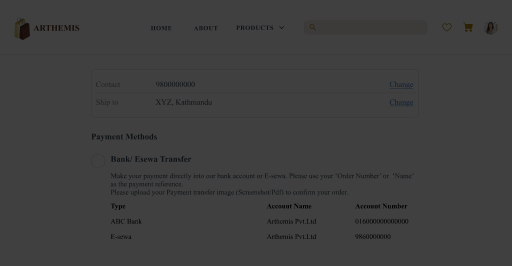 ARTHEMIS HOME ABOUT PRODUCTS
Contact 9800000000 Change
Ship to XYZ, Kathmandu Change
Payment Methods
Bank/ Esewa Transfer
Make your payment directly into our bank account or E-sewa. Please use your 'Order Number' or 'Name'
as the payment reference.
Please upload your Payment transfer image (Screenshot/Pdf) to confirm your order.
Type Account Name Account Number
ABC Bank Arthemis Pvt.Ltd
E-sewa Arthemis Pvt.Ltd 9860000000